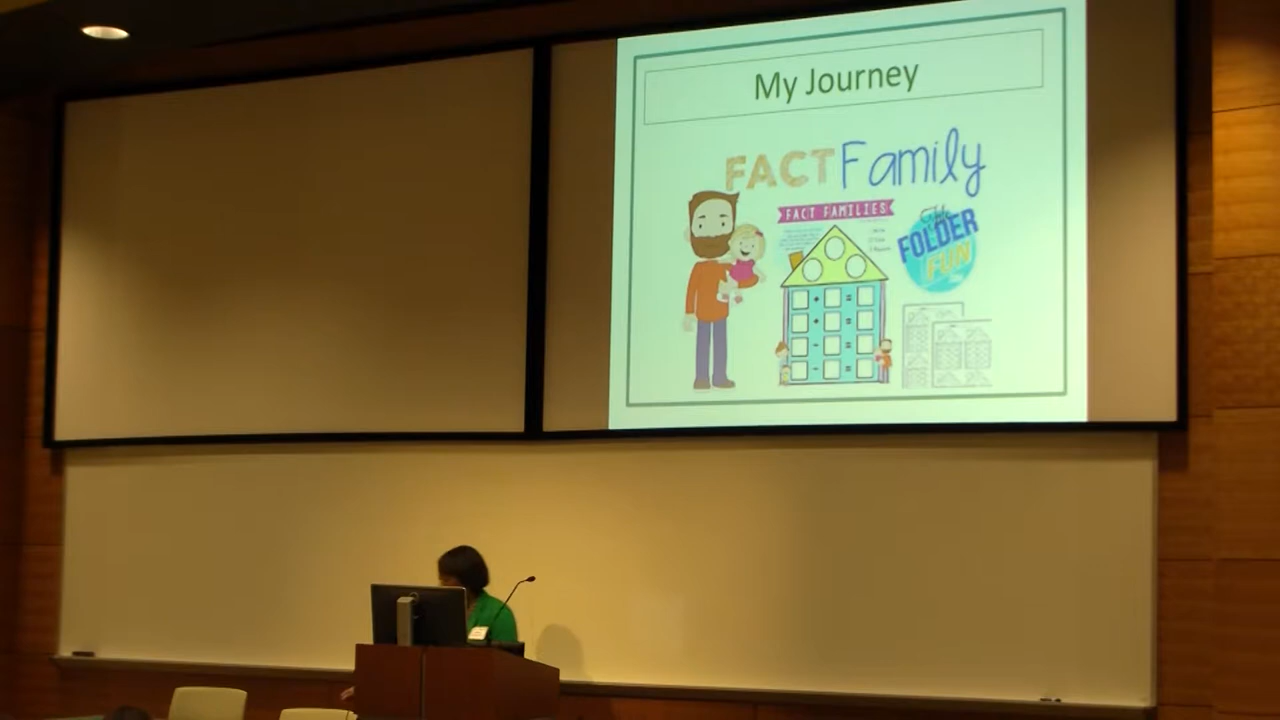 My Journey
FACT Family
FACT FAMILIES
FOLDER
FUN
+ =
+ =
- =
- =